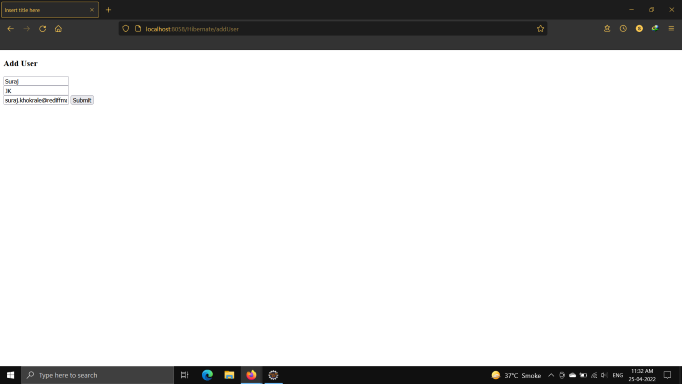 Insert title here
localhost:8058/Hibernate/addUser
Add User
Suraj
JK
suraj.khokrale@rediffma
Submit
Type here to search
37°C Smoke
ENG
11:32 AM
25-04-2022